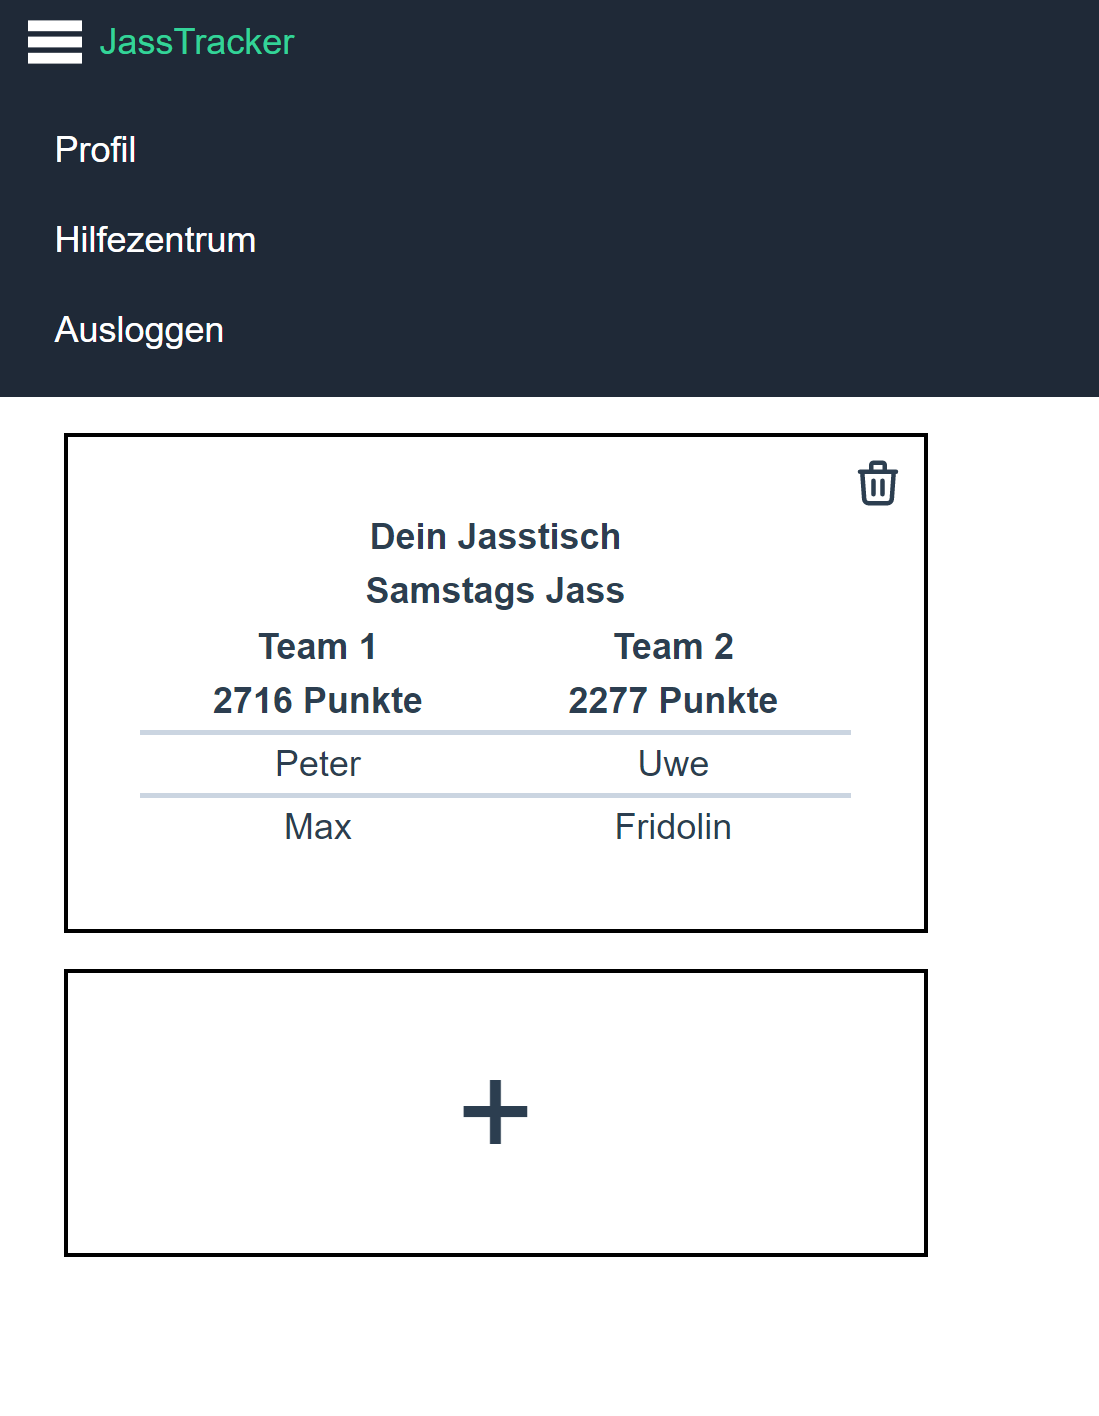 JassTracker
Profil
Hilfezentrum
Ausloggen
Dein Jasstisch
Samstags Jass
Team 1 Team 2
2716 Punkte 2277 Punkte
Peter Uwe
Max Fridolin